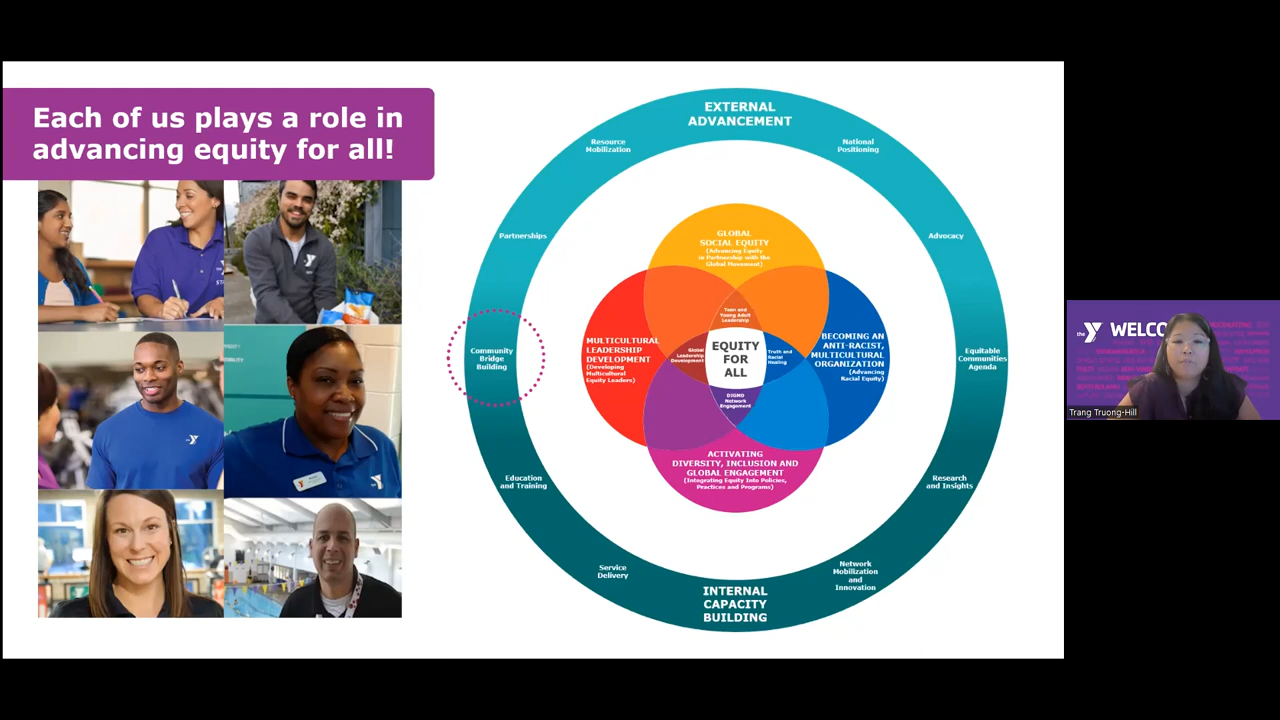 Each of us plays a role in
advancing equity for all!
EXTERNAL
ADVANCEMENT
Resource
Mobilization
National
Positioning
Partnerships
Advocacy
GLOBAL
SOCIAL EQUITY
(Advancing Equity
in Partnership with the
Global Movement)
Teen and
Young Adult
Leadership
MULTICULTURAL
LEADERSHIP
DEVELOPMENT
(Developing
Multicultural
Equity Leaders)
Global
Leadership
Development
EQUITY
FOR
ALL
Truth and
Racial
Healing
BECOMING AN
ANTI-RACIST,
MULTICULTURAL
ORGANIZATION
(Advancing
Racial Equity)
Community
Bridge
Building
Equitable
Communities
Agenda
DIGMD
Network
Engagement
ACTIVATING
DIVERSITY, INCLUSION AND
GLOBAL ENGAGEMENT
(Integrating Equity Into Policies,
Practices and Programs)
Education
and Training
Research
and Insights
Service
Delivery
Network
Mobilization
and
Innovation
INTERNAL
CAPACITY
BUILDING
the Y WELCO
Trang Truong-Hill